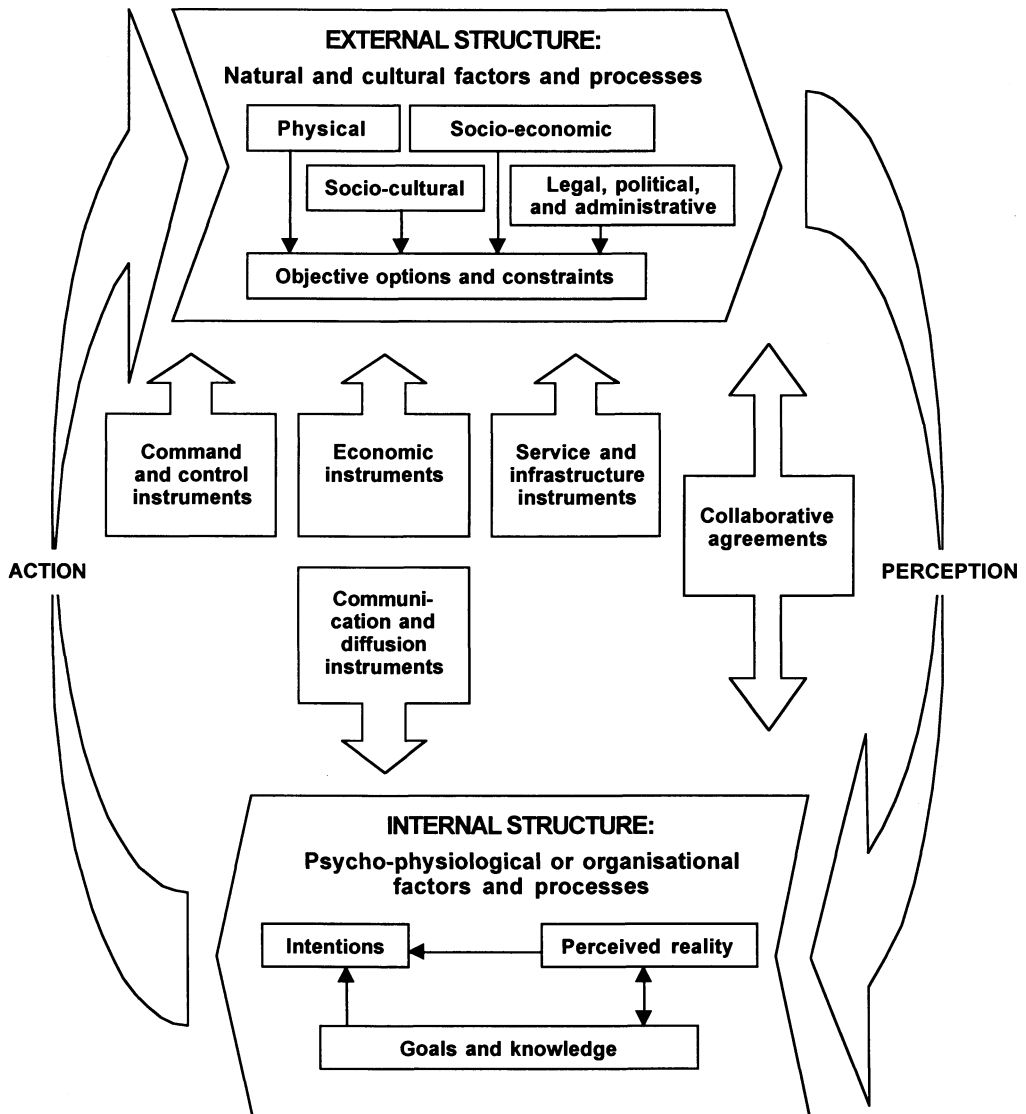 EXTERNAL STRUCTURE:
Natural and cultural factors and processes
Physical
Socio-economic
Socio-cultural
Legal, political,
and administrative
Objective options and constraints
Command
and control
instruments
Economic
instruments
Service and
infrastructure
instruments
Collaborative
agreements
ACTION
PERCEPTION
Communi-
cation and
diffusion
instruments
INTERNAL STRUCTURE:
Psycho-physiological or organisational
factors and processes
Intentions
Perceived reality
Goals and knowledge